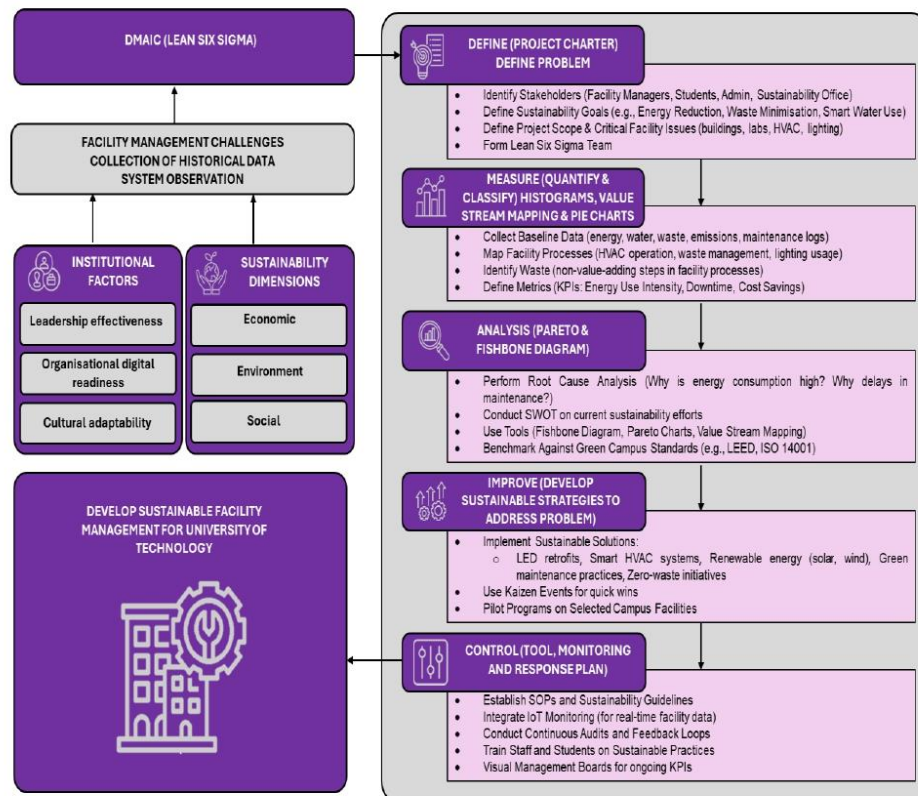 DMAIC (LEAN SIX SIGMA)
FACILITY MANAGEMENT CHALLENGES
COLLECTION OF HISTORICAL DATA
SYSTEM OBSERVATION
INSTITUTIONAL
FACTORS
Leadership effectiveness
Organisational digital
readiness
Cultural adaptability
SUSTAINABILITY
DIMENSIONS
Economic
Environment
Social
DEVELOP SUSTAINABLE FACILITY
MANAGEMENT FOR UNIVERSITY OF
TECHNOLOGY
DEFINE (PROJECT CHARTER)
DEFINE PROBLEM
• Identify Stakeholders (Facility Managers, Students, Admin, Sustainability Office)
• Define Sustainability Goals (e.g., Energy Reduction, Waste Minimisation, Smart Water Use)
• Define Project Scope & Critical Facility Issues (buildings, labs, HVAC, lighting)
• Form Lean Six Sigma Team
MEASURE (QUANTIFY &
CLASSIFY) HISTOGRAMS, VALUE
STREAM MAPPING & PIE CHARTS
• Collect Baseline Data (energy, water, waste, emissions, maintenance logs)
• Map Facility Processes (HVAC operation, waste management, lighting usage)
• Identify Waste (non-value-adding steps in facility processes)
• Define Metrics (KPIs: Energy Use Intensity, Downtime, Cost Savings)
ANALYSIS (PARETO &
FISHBONE DIAGRAM)
• Perform Root Cause Analysis (Why is energy consumption high? Why delays in
maintenance?)
• Conduct SWOT on current sustainability efforts
• Use Tools (Fishbone Diagram, Pareto Charts, Value Stream Mapping)
• Benchmark Against Green Campus Standards (e.g., LEED, ISO 14001)
IMPROVE (DEVELOP
SUSTAINABLE STRATEGIES TO
ADDRESS PROBLEM)
• Implement Sustainable Solutions:
o LED retrofits, Smart HVAC systems, Renewable energy (solar, wind), Green
maintenance practices, Zero-waste initiatives
• Use Kaizen Events for quick wins
• Pilot Programs on Selected Campus Facilities
CONTROL (TOOL, MONITORING
AND RESPONSE PLAN)
• Establish SOPs and Sustainability Guidelines
• Integrate IoT Monitoring (for real-time facility data)
• Conduct Continuous Audits and Feedback Loops
• Train Staff and Students on Sustainable Practices
• Visual Management Boards for ongoing KPIs